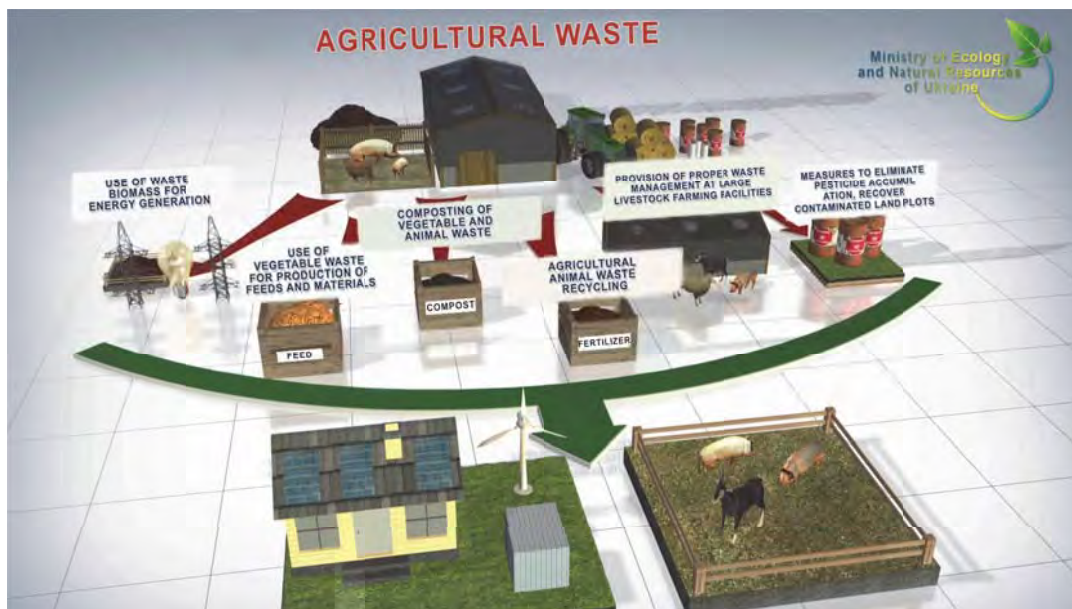 AGRICULTURAL WASTE
Ministry of Ecology
and Natural Resources
of Ukraine
USE OF WASTE
BIOMASS FOR
ENERGY GENERATION
USE OF
VEGETABLE WASTE
FOR PRODUCTION OF
FEEDS AND MATERIALS
COMPOSTING OF
VEGETABLE AND
ANIMAL WASTE
AGRICULTURAL
ANIMAL WASTE
RECYCLING
PROVISION OF PROPER WASTE
MANAGEMENT AT LARGE
LIVESTOCK FARMING FACILITIES
MEASURES TO ELIMINATE
PESTICIDE ACCUMUL
ATION, RECOVER
CONTAMINATED LAND PLOTS
FEED
COMPOST
FERTILIZER